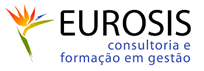 EUROSIS
consultoria e
formação em gestão